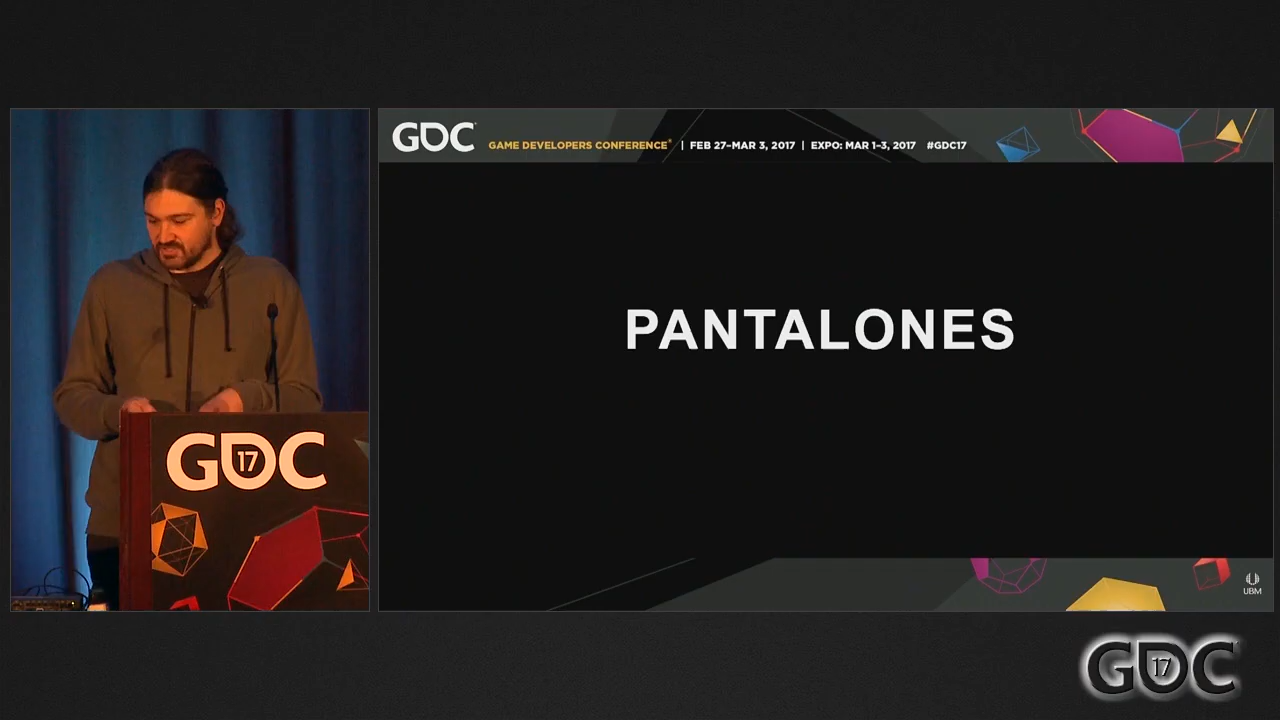 GDC
GAME DEVELOPERS CONFERENCE® | FEB 27–MAR 3, 2017 | EXPO: MAR 1–3, 2017 #GDC17
PANTALONES
GDC
17
UBM
GDC
17